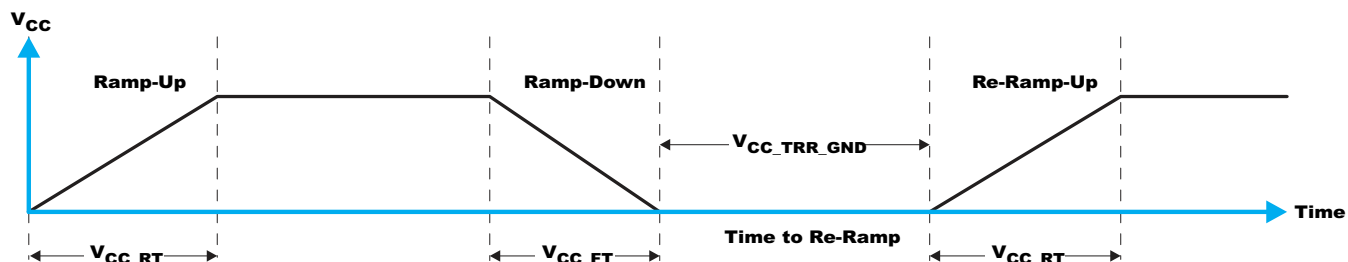 VCC
Ramp-Up
Ramp-Down
Re-Ramp-Up
VCC_TRR_GND
Time
Time to Re-Ramp
VCC_RT
VCC_FT
VCC_RT